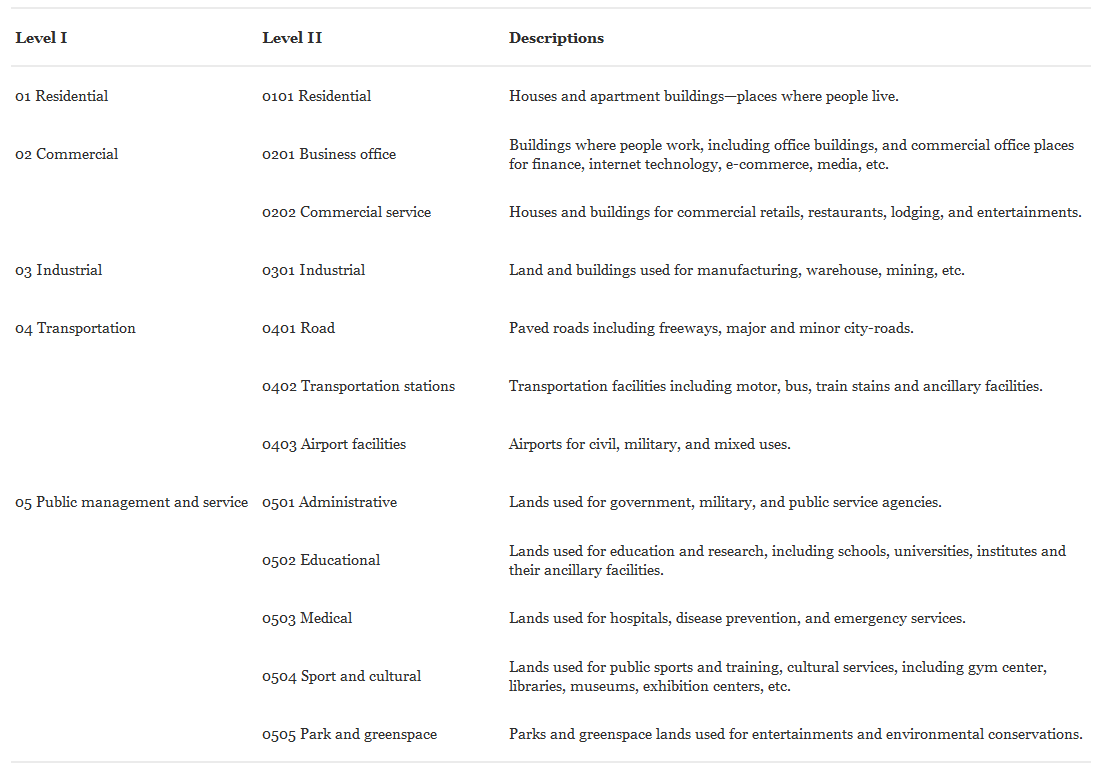 Level I Level II Descriptions
01 Residential 0101 Residential Houses and apartment buildings—places where people live.
02 Commercial 0201 Business office Buildings where people work, including office buildings, and commercial office places
for finance, internet technology, e-commerce, media, etc.
0202 Commercial service Houses and buildings for commercial retails, restaurants, lodging, and entertainments.
03 Industrial 0301 Industrial Land and buildings used for manufacturing, warehouse, mining, etc.
04 Transportation 0401 Road Paved roads including freeways, major and minor city-roads.
0402 Transportation stations Transportation facilities including motor, bus, train stains and ancillary facilities.
0403 Airport facilities Airports for civil, military, and mixed uses.
05 Public management and service 0501 Administrative Lands used for government, military, and public service agencies.
0502 Educational Lands used for education and research, including schools, universities, institutes and
their ancillary facilities.
0503 Medical Lands used for hospitals, disease prevention, and emergency services.
0504 Sport and cultural Lands used for public sports and training, cultural services, including gym center,
libraries, museums, exhibition centers, etc.
0505 Park and greenspace Parks and greenspace lands used for entertainments and environmental conservations.